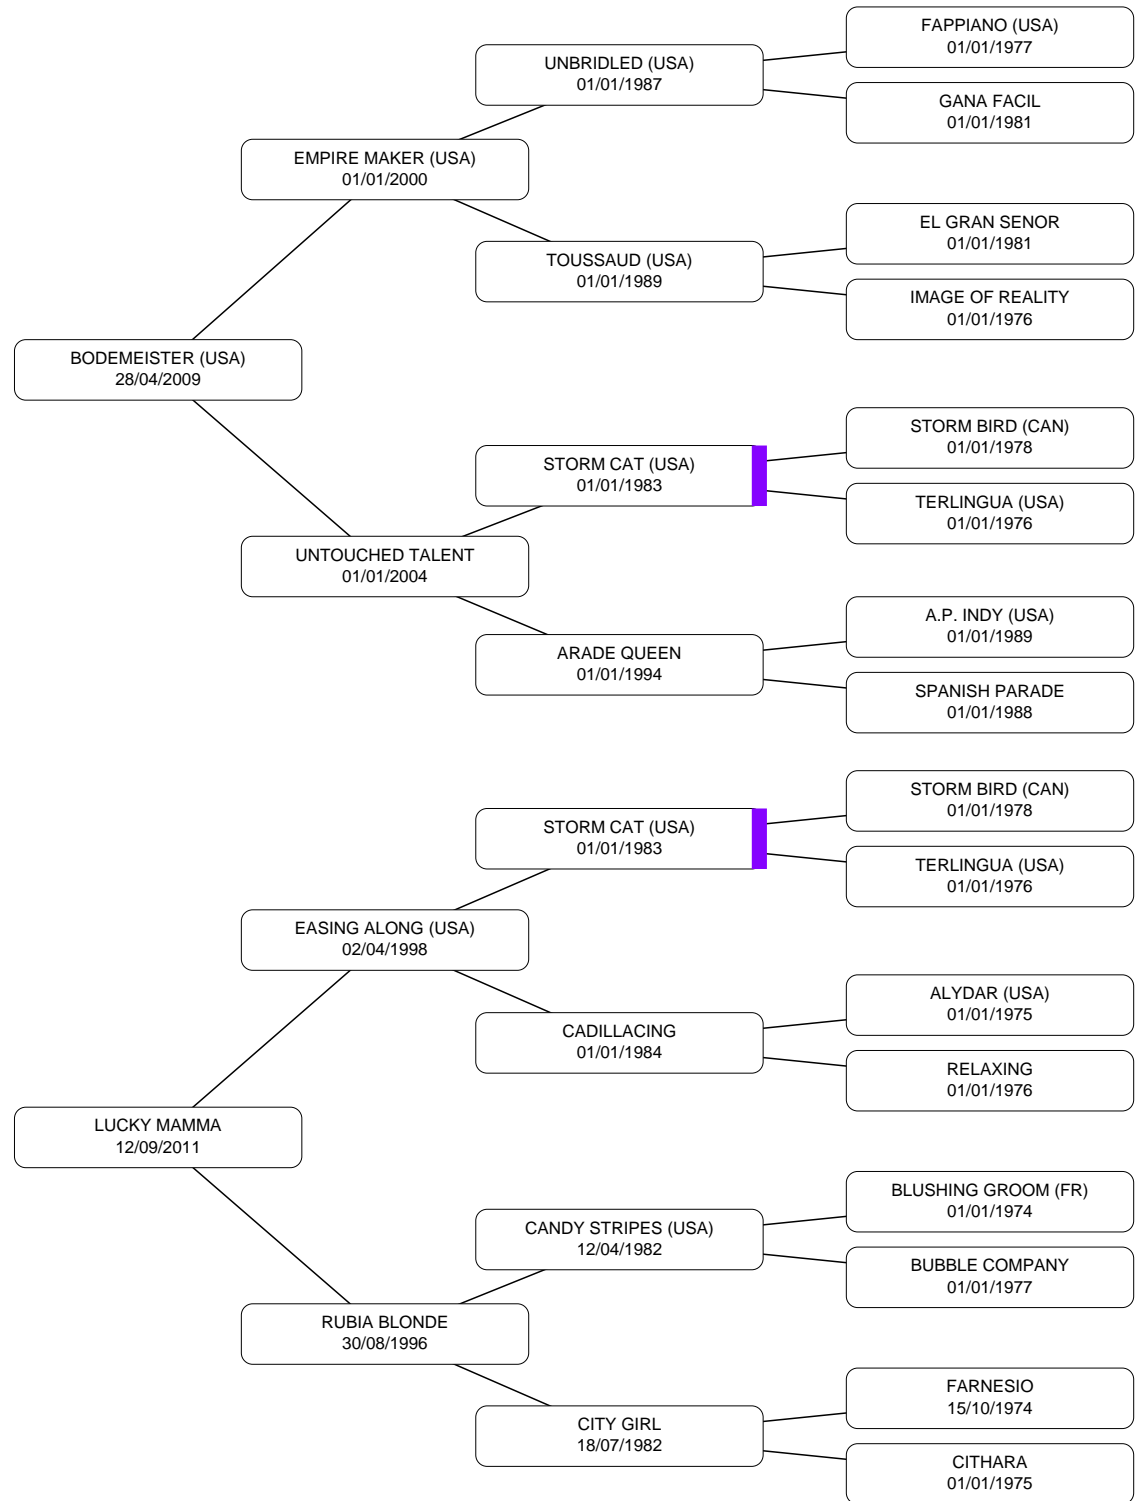 FAPPIANO (USA)
01/01/1977
UNBRIDLED (USA)
01/01/1987
GANA FACIL
01/01/1981
EMPIRE MAKER (USA)
01/01/2000
EL GRAN SENOR
01/01/1981
TOUSSAUD (USA)
01/01/1989
IMAGE OF REALITY
01/01/1976
BODEMEISTER (USA)
28/04/2009
STORM BIRD (CAN)
01/01/1978
STORM CAT (USA)
01/01/1983
TERLINGUA (USA)
01/01/1976
UNTOUCHED TALENT
01/01/2004
A.P. INDY (USA)
01/01/1989
ARADE QUEEN
01/01/1994
SPANISH PARADE
01/01/1988
STORM BIRD (CAN)
01/01/1978
STORM CAT (USA)
01/01/1983
TERLINGUA (USA)
01/01/1976
EASING ALONG (USA)
02/04/1998
ALYDAR (USA)
01/01/1975
CADILLACING
01/01/1984
RELAXING
01/01/1976
LUCKY MAMMA
12/09/2011
BLUSHING GROOM (FR)
01/01/1974
CANDY STRIPES (USA)
12/04/1982
BUBBLE COMPANY
01/01/1977
RUBIA BLONDE
30/08/1996
FARNESIO
15/10/1974
CITY GIRL
18/07/1982
CITHARA
01/01/1975